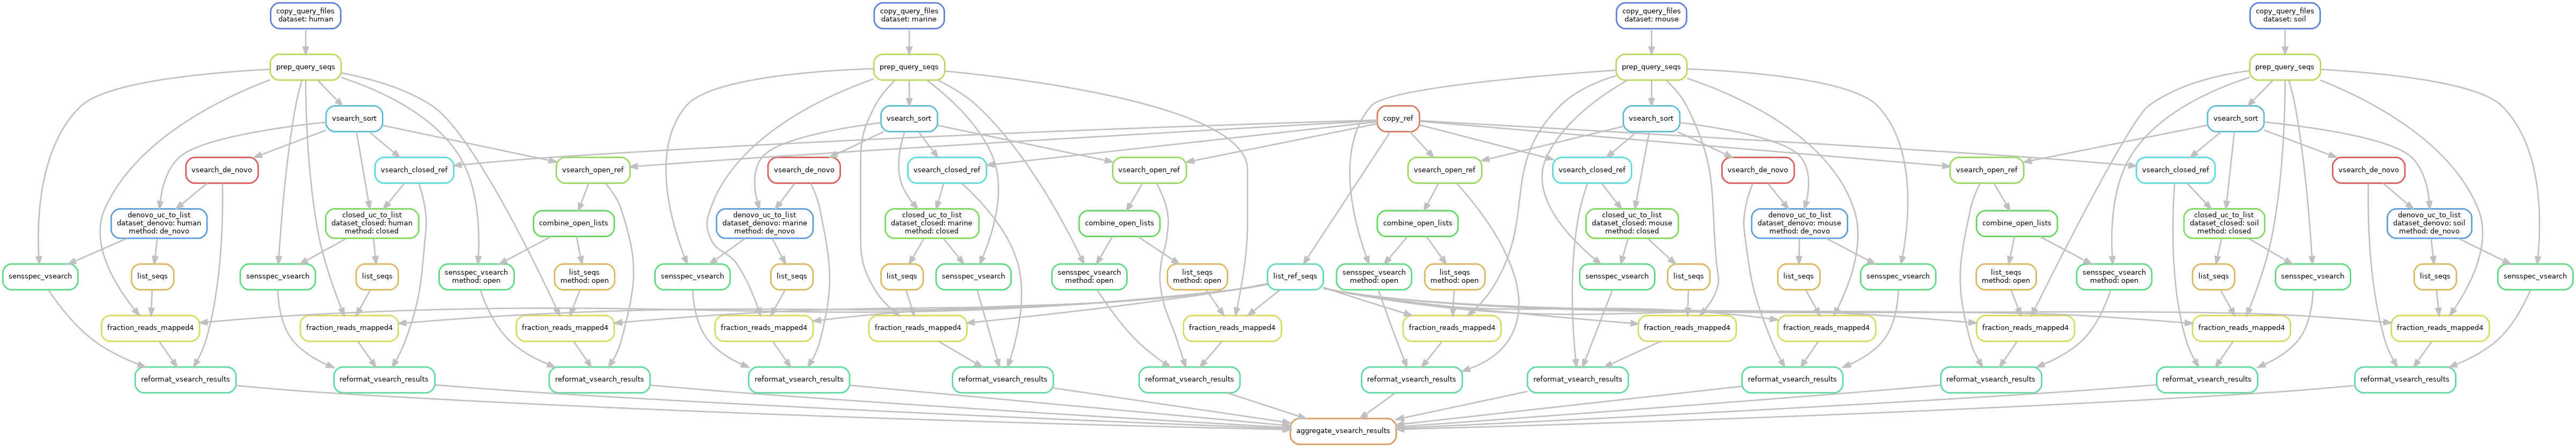 copy_query_files
dataset: human
copy_query_files
dataset: marine
copy_query_files
dataset: mouse
copy_query_files
dataset: soil
prep_query_seqs
prep_query_seqs
prep_query_seqs
prep_query_seqs
vsearch_sort
vsearch_sort
copy_ref
vsearch_sort
vsearch_sort
vsearch_de_novo
vsearch_closed_ref
vsearch_open_ref
vsearch_de_novo
vsearch_closed_ref
vsearch_open_ref
vsearch_open_ref
vsearch_closed_ref
vsearch_de_novo
vsearch_open_ref
vsearch_closed_ref
vsearch_de_novo
denovo_uc_to_list
dataset_denovo: human
method: de_novo
closed_uc_to_list
dataset_closed: human
method: closed
combine_open_lists
denovo_uc_to_list
dataset_denovo: marine
method: de_novo
closed_uc_to_list
dataset_closed: marine
method: closed
combine_open_lists
combine_open_lists
closed_uc_to_list
dataset_closed: mouse
method: closed
denovo_uc_to_list
dataset_denovo: mouse
method: de_novo
combine_open_lists
closed_uc_to_list
dataset_closed: soil
method: closed
denovo_uc_to_list
dataset_denovo: soil
method: de_novo
sensspec_vsearch
list_seqs
sensspec_vsearch
list_seqs
sensspec_vsearch
method: open
list_seqs
method: open
sensspec_vsearch
list_seqs
list_seqs
sensspec_vsearch
sensspec_vsearch
method: open
list_seqs
method: open
list_ref_seqs
sensspec_vsearch
method: open
list_seqs
method: open
sensspec_vsearch
list_seqs
list_seqs
sensspec_vsearch
list_seqs
method: open
sensspec_vsearch
method: open
list_seqs
sensspec_vsearch
list_seqs
sensspec_vsearch
fraction_reads_mapped4
fraction_reads_mapped4
fraction_reads_mapped4
fraction_reads_mapped4
fraction_reads_mapped4
fraction_reads_mapped4
fraction_reads_mapped4
fraction_reads_mapped4
fraction_reads_mapped4
fraction_reads_mapped4
fraction_reads_mapped4
fraction_reads_mapped4
reformat_vsearch_results
reformat_vsearch_results
reformat_vsearch_results
reformat_vsearch_results
reformat_vsearch_results
reformat_vsearch_results
reformat_vsearch_results
reformat_vsearch_results
reformat_vsearch_results
reformat_vsearch_results
reformat_vsearch_results
reformat_vsearch_results
aggregate_vsearch_results